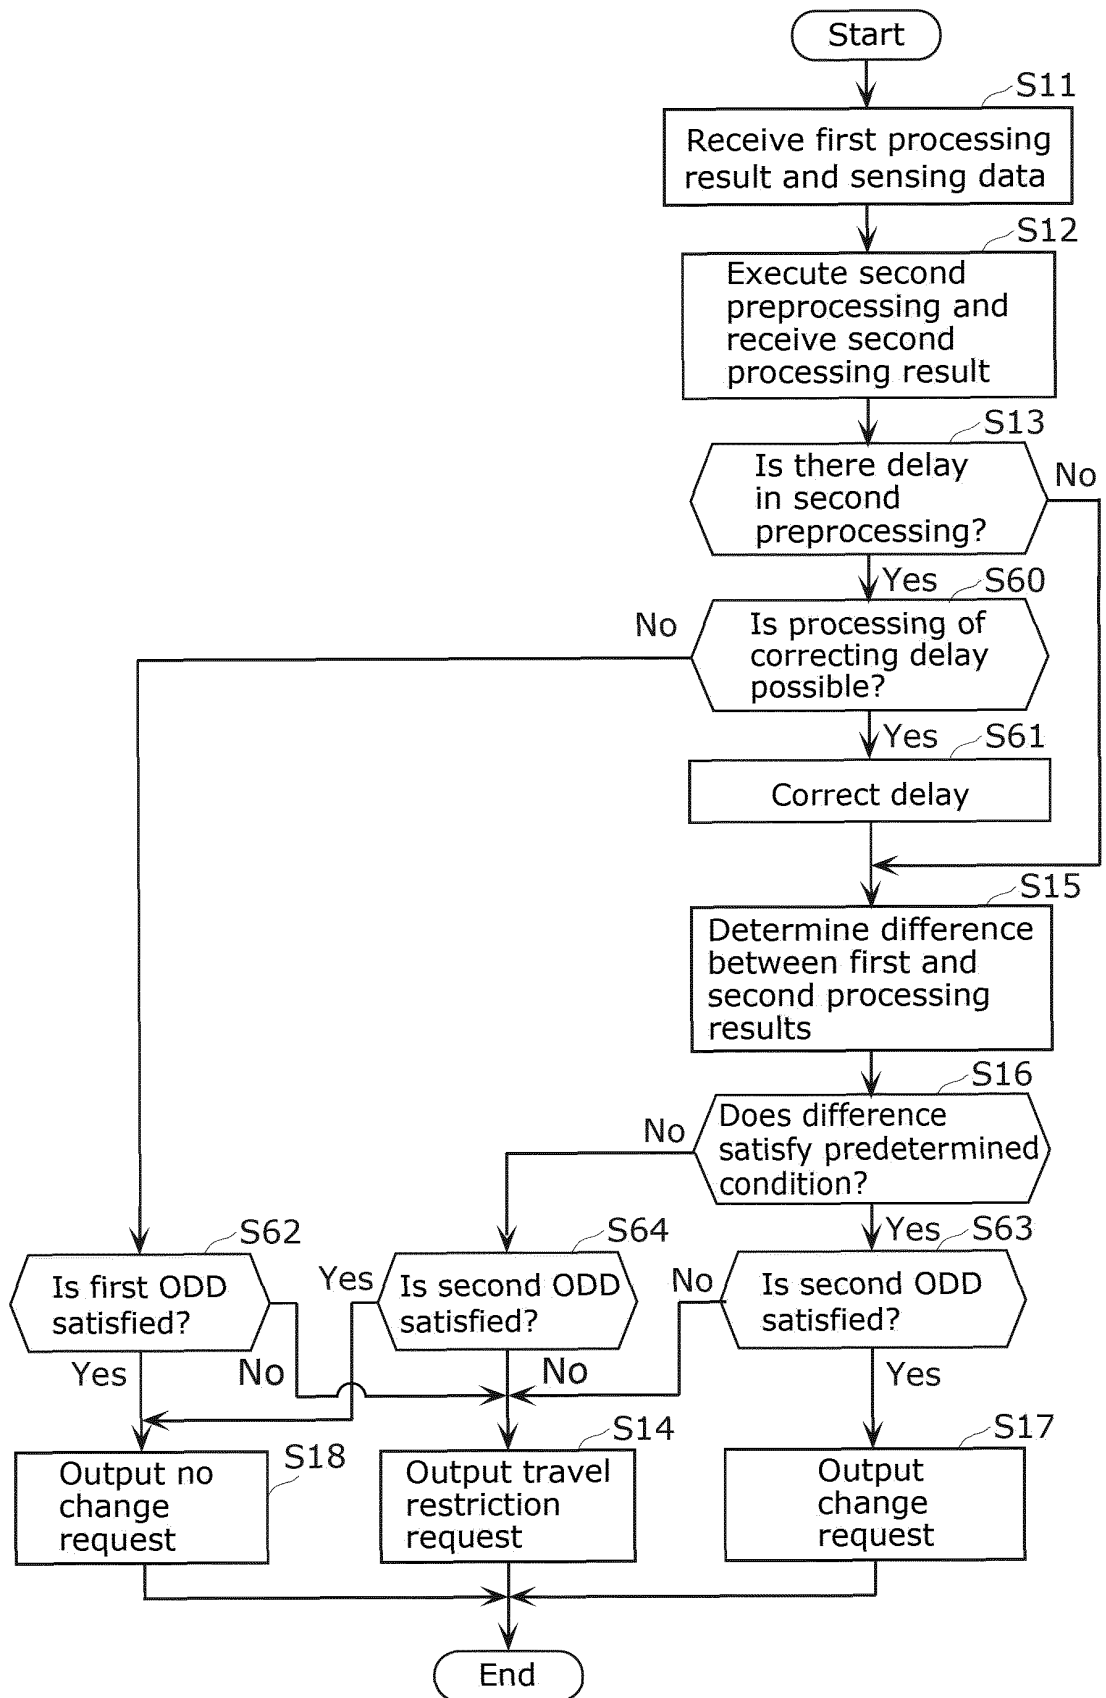 Start
S11
Receive first processing
result and sensing data
S12
Execute second
preprocessing and
receive second
processing result
S13
Is there delay
in second
preprocessing?
No
Yes
S60
No
Is processing of
correcting delay
possible?
Yes
S61
Correct delay
S15
Determine difference
between first and
second processing
results
S16
No
Does difference
satisfy predetermined
condition?
Yes
S62
S64
S63
Is first ODD
satisfied?
Yes
Is second ODD
satisfied?
No
Is second ODD
satisfied?
Yes
No
No
Yes
S18
S14
S17
Output no
change
request
Output travel
restriction
request
Output
change
request
End